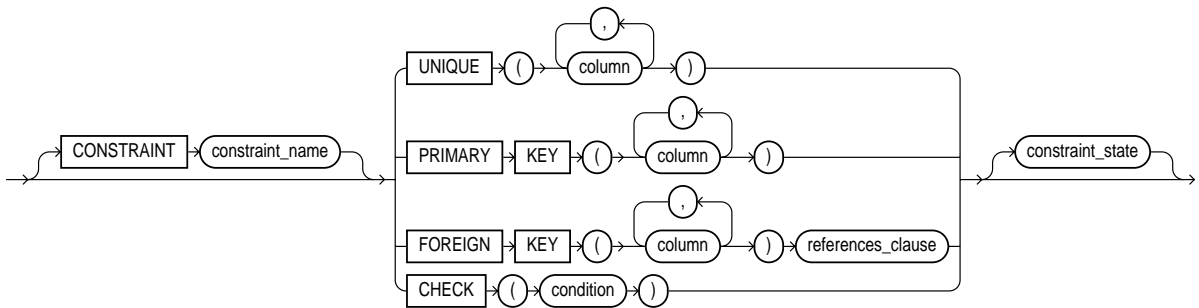 ,
UNIQUE ( column )
,
CONSTRAINT constraint_name PRIMARY KEY ( column ) constraint_state
,
FOREIGN KEY ( column ) references_clause
CHECK ( condition )